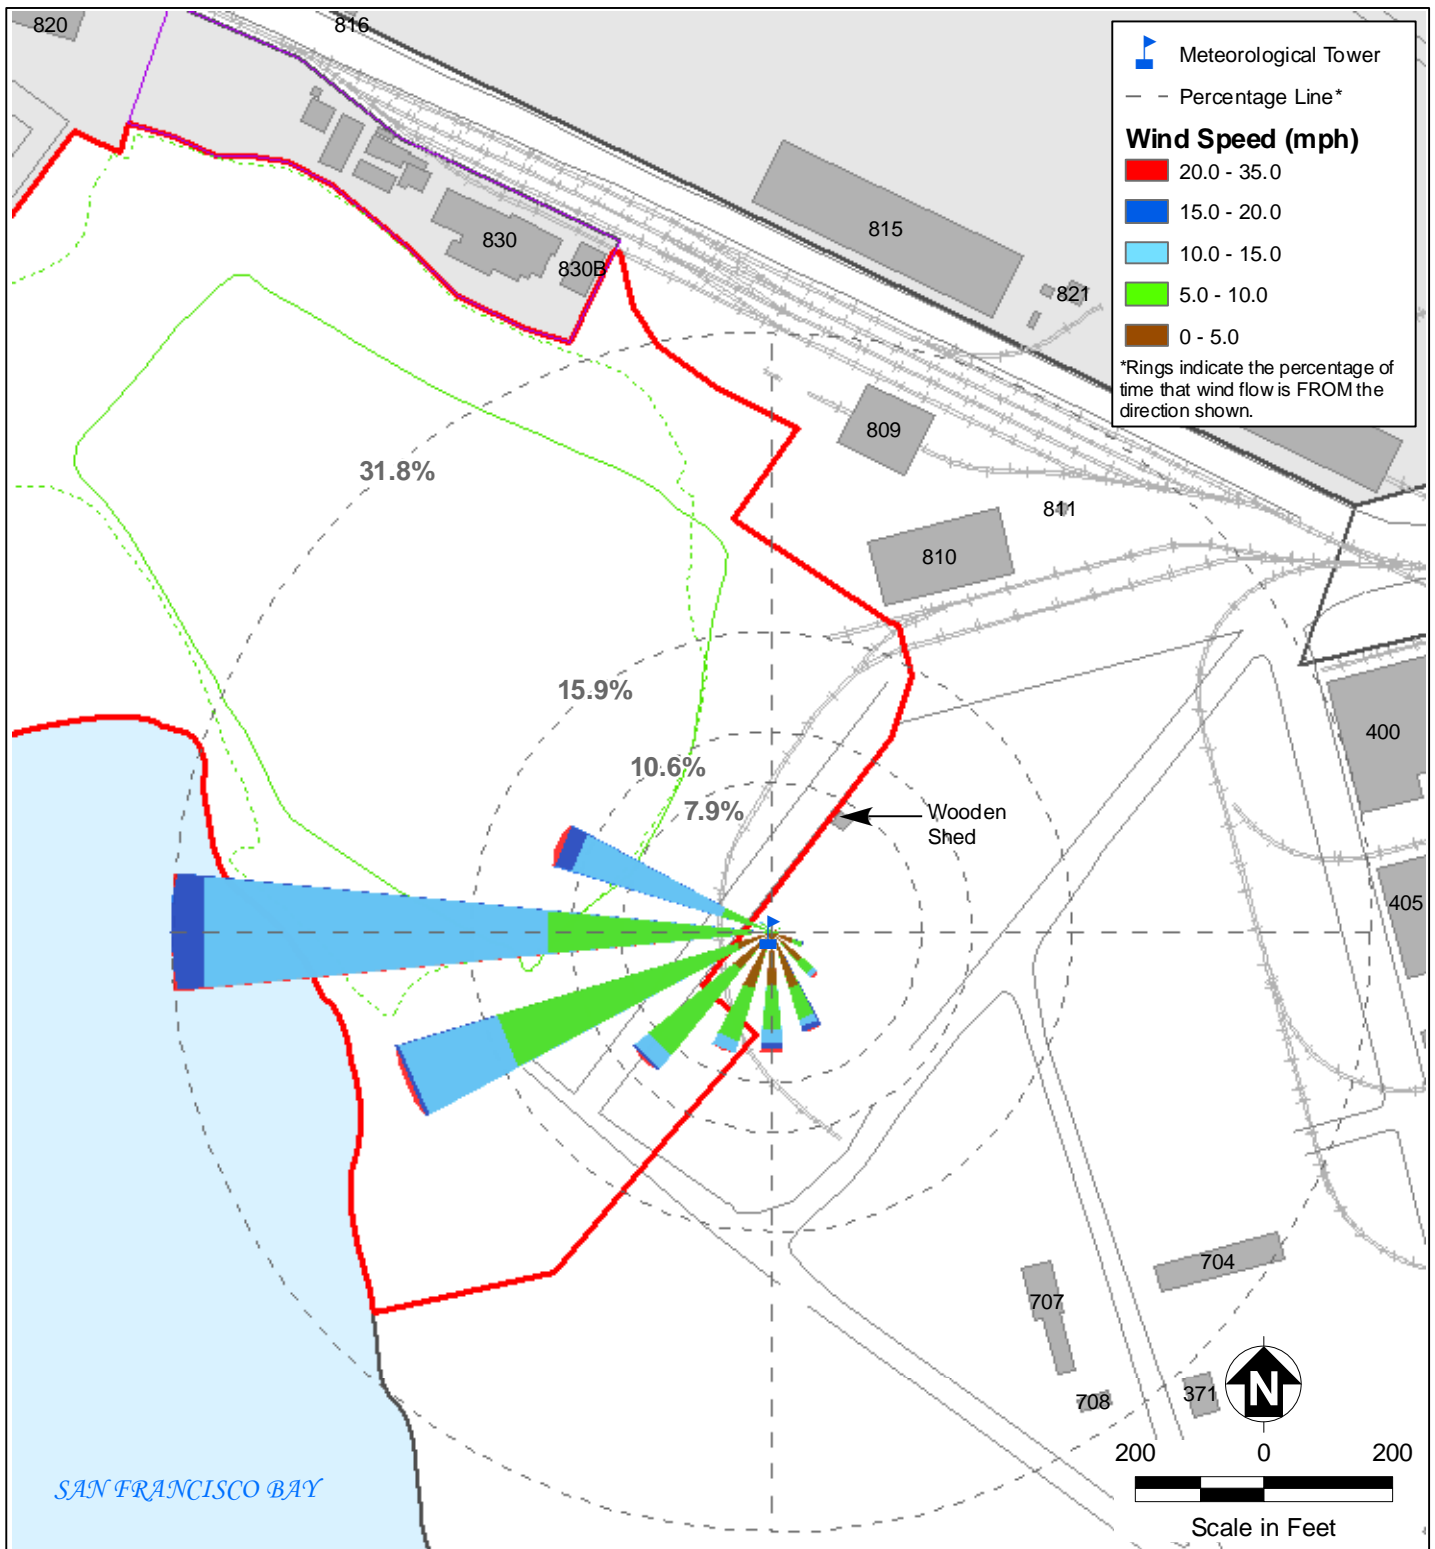 820
816
Meteorological Tower
Percentage Line*
Wind Speed (mph)
20.0 - 35.0
15.0 - 20.0
10.0 - 15.0
5.0 - 10.0
0 - 5.0
*Rings indicate the percentage of
time that wind flow is FROM the
direction shown.
815
830
830B
821
809
31.8%
811
810
15.9%
400
10.6%
7.9%
Wooden
Shed
405
704
707
708
371
N
200 0 200
Scale in Feet
SAN FRANCISCO BAY